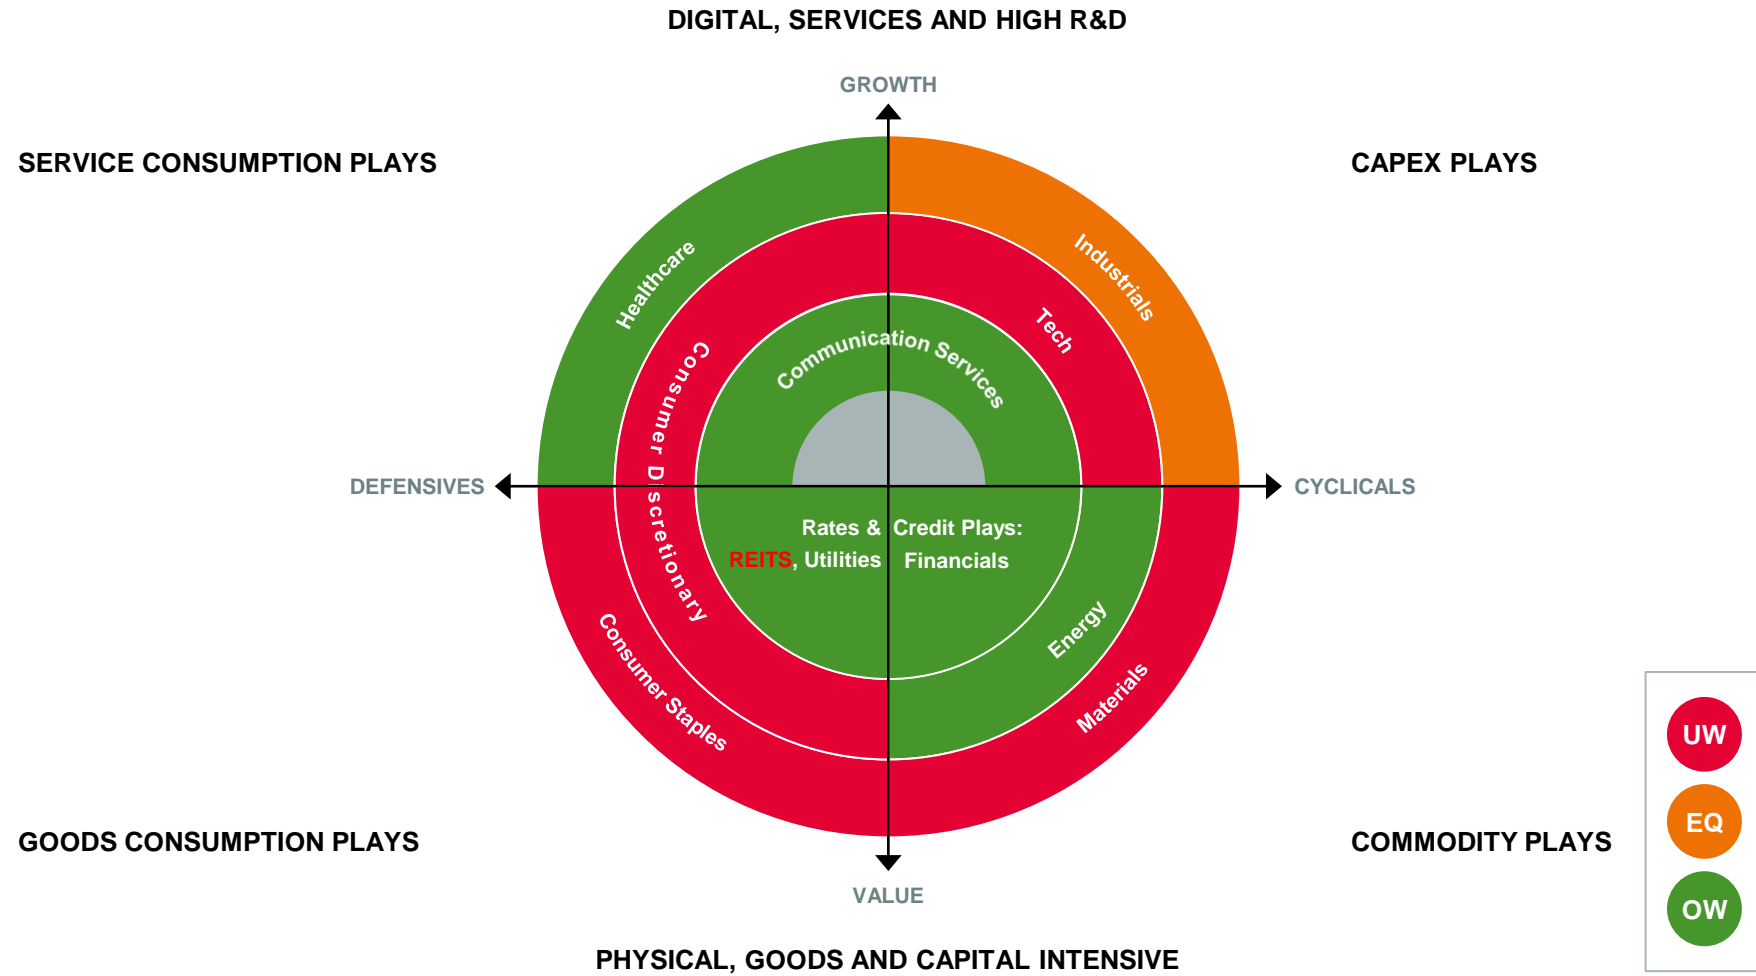 DIGITAL, SERVICES AND HIGH R&D
GROWTH
SERVICE CONSUMPTION PLAYS
CAPEX PLAYS
Healthcare
Industrials
Tech
Communication Services
Consumer Discretionary
DEFENSIVES
CYCLICALS
Rates & Credit Plays:
REITS, Utilities Financials
Energy
Consumer Staples
Materials
UW
EQ
OW
GOODS CONSUMPTION PLAYS
COMMODITY PLAYS
VALUE
PHYSICAL, GOODS AND CAPITAL INTENSIVE